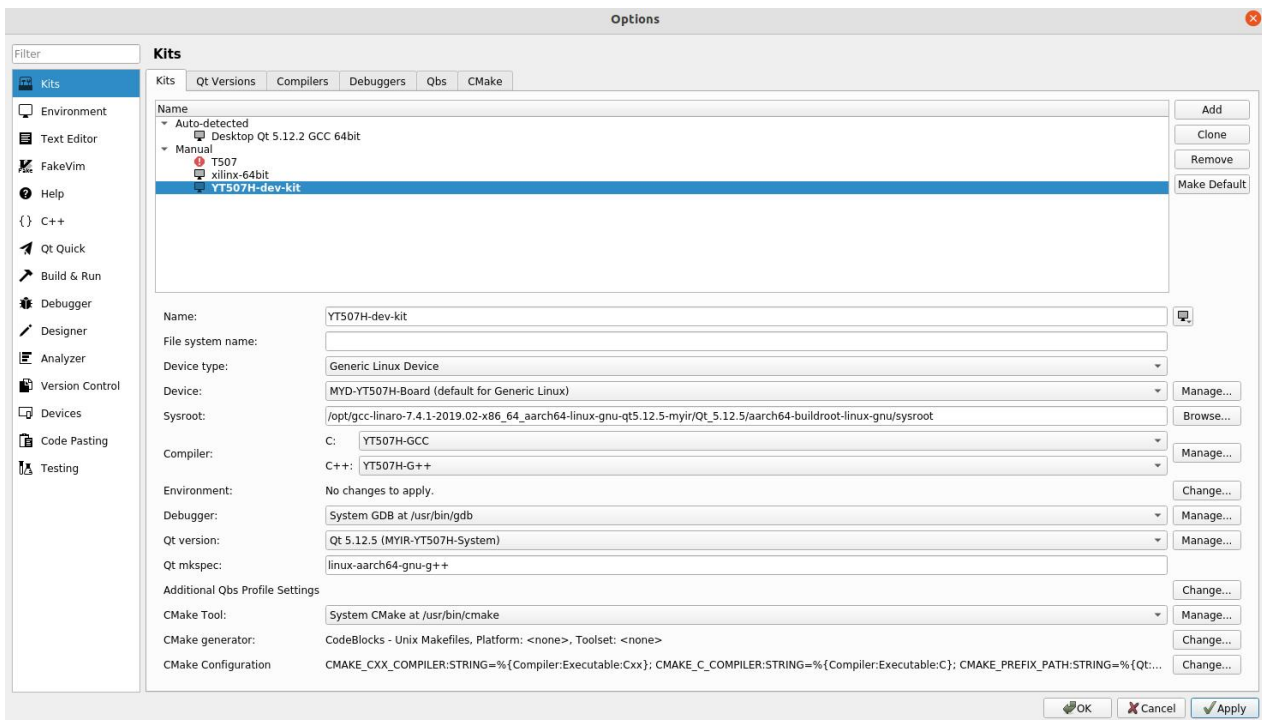 Options
Filter
Kits
Environment
Text Editor
FakeVim
Help
{} C++
Qt Quick
Build & Run
Debugger
Designer
Analyzer
Version Control
Devices
Code Pasting
Testing
Kits
Kits Qt Versions Compilers Debuggers Qbs CMake
Name
Auto-detected
Desktop Qt 5.12.2 GCC 64bit
Manual
T507
xilinx-64bit
YT507H-dev-kit
Add
Clone
Remove
Make Default
Name: YT507H-dev-kit
File system name:
Device type: Generic Linux Device
Device: MYD-YT507H-Board (default for Generic Linux) Manage...
Sysroot: /opt/gcc-linaro-7.4.1-2019.02-x86_64_aarch64-linux-gnu-qt5.12.5-myir/Qt_5.12.5/aarch64-buildroot-linux-gnu/sysroot Browse...
Compiler: C: YT507H-GCC Manage...
C++: YT507H-G++
Environment: No changes to apply. Change...
Debugger: System GDB at /usr/bin/gdb Manage...
Qt version: Qt 5.12.5 (MYIR-YT507H-System) Manage...
Qt mkspec: linux-aarch64-gnu-g++
Additional Qbs Profile Settings Change...
CMake Tool: System CMake at /usr/bin/cmake Manage...
CMake generator: CodeBlocks - Unix Makefiles, Platform: <none>, Toolset: <none> Change...
CMake Configuration CMAKE_CXX_COMPILER:STRING=%{Compiler:Executable:Cxx}; CMAKE_C_COMPILER:STRING=%{Compiler:Executable:C}; CMAKE_PREFIX_PATH:STRING=%{Qt:... Change...
OK Cancel Apply